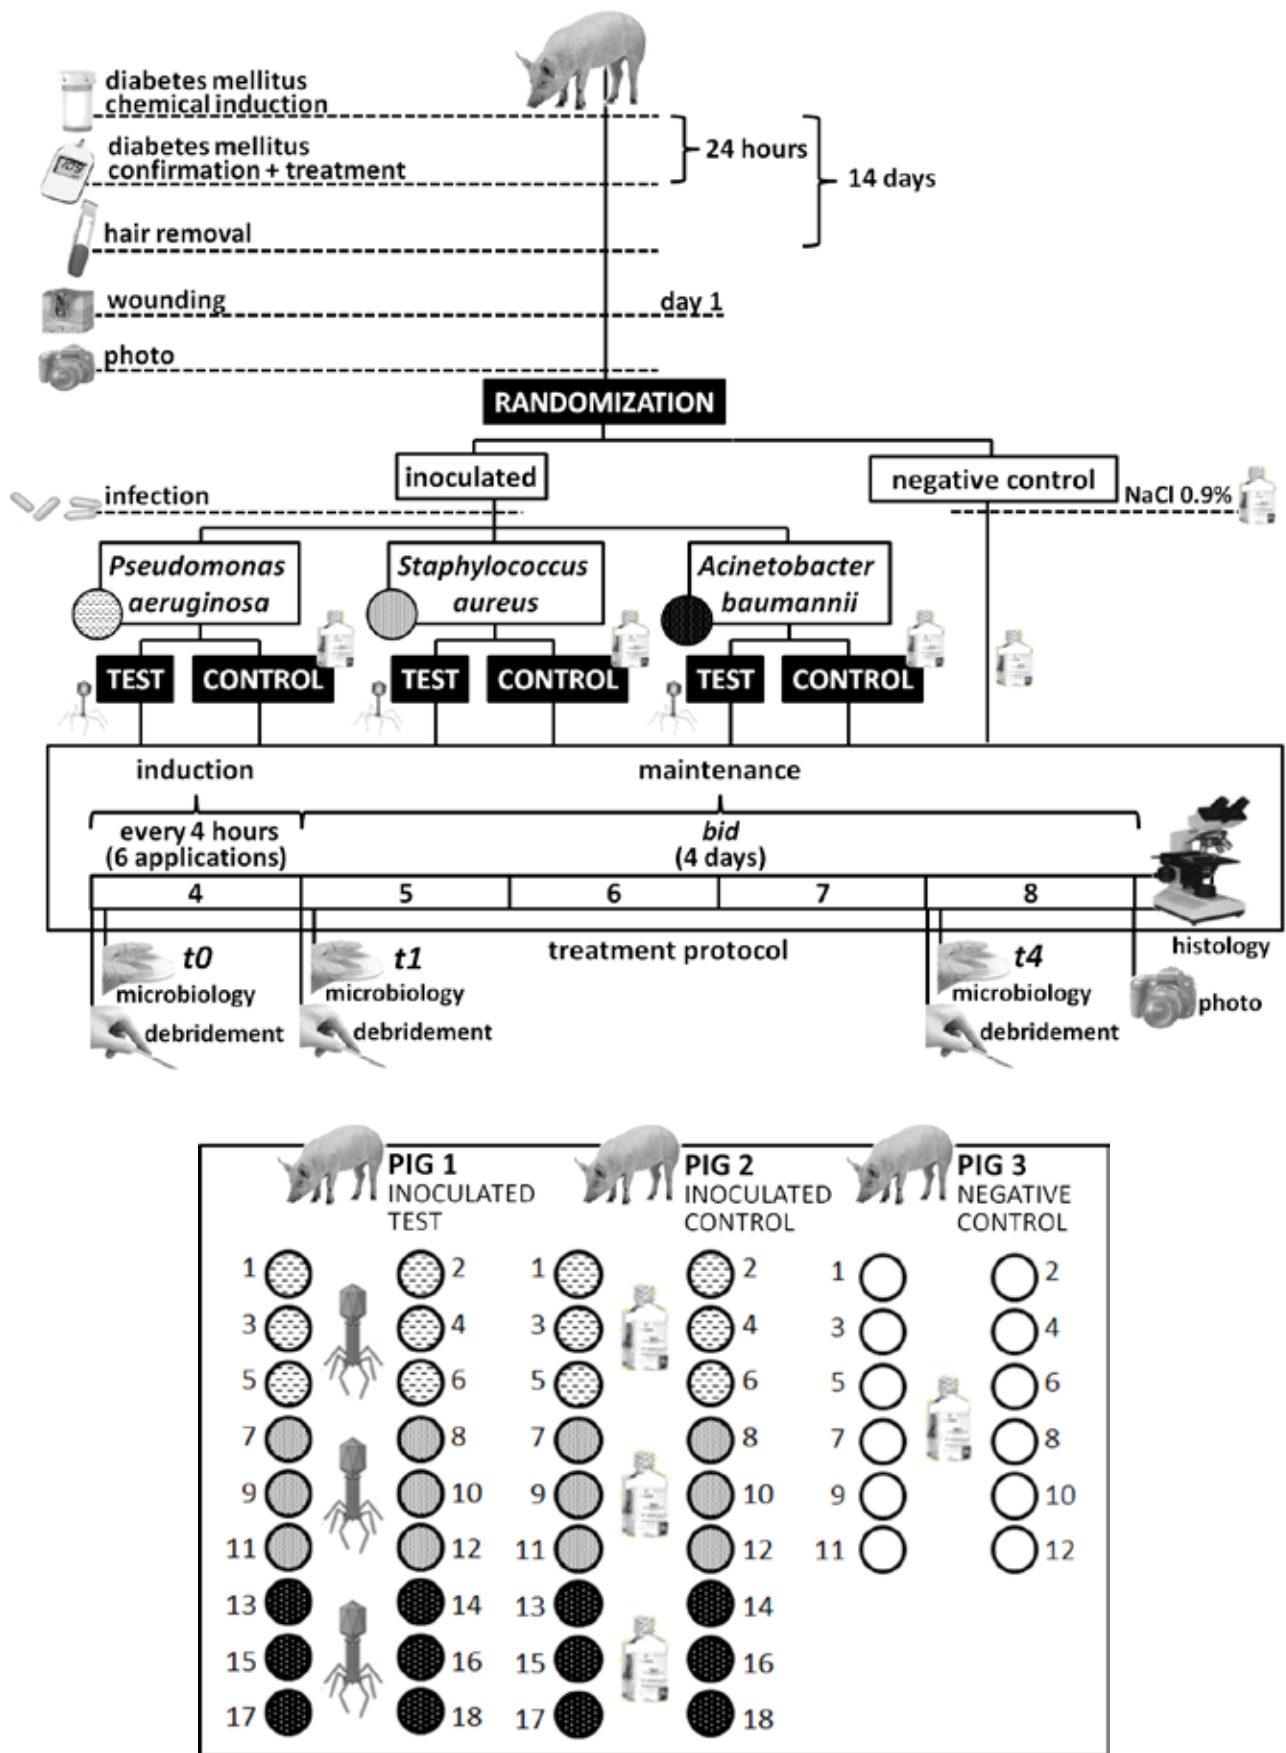 diabetes mellitus
chemical induction
diabetes mellitus
confirmation + treatment
24 hours
14 days
hair removal
wounding
day 1
photo
RANDOMIZATION
inoculated
negative control
infection
NaCl 0.9%
Pseudomonas
aeruginosa
Staphylococcus
aureus
Acinetobacter
baumannii
TEST
CONTROL
TEST
CONTROL
TEST
CONTROL
induction
maintenance
every 4 hours
(6 applications)
bid
(4 days)
4
5
6
7
8
treatment protocol
histology
t0
microbiology
debridement
t1
microbiology
debridement
t4
microbiology
debridement
photo
PIG 1
INOCULATED
TEST
PIG 2
INOCULATED
CONTROL
PIG 3
NEGATIVE
CONTROL
1 2 1 2 1 2
3 4 3 4 3 4
5 6 5 6 5 6
7 8 7 8 7 8
9 10 9 10 9 10
11 12 11 12 11 12
13 14 13 14
15 16 15 16
17 18 17 18